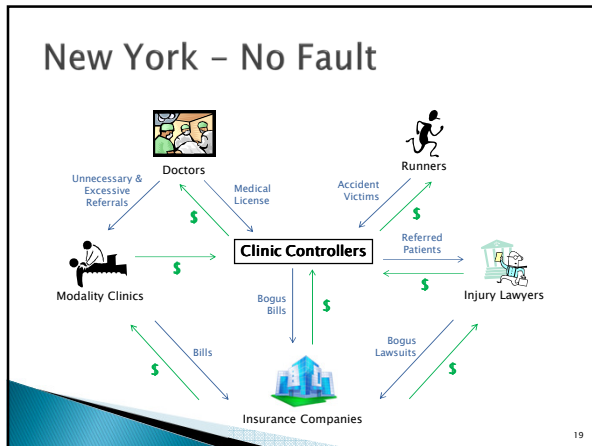 New York – No Fault
Doctors
Runners
Unnecessary &
Excessive
Referrals
Medical
License
Accident
Victims
$
$
Clinic Controllers
Referred
Patients
$
$
Modality Clinics
Injury Lawyers
Bogus
Bills
$
Bills
$
Bogus
Lawsuits
$
Insurance Companies
19